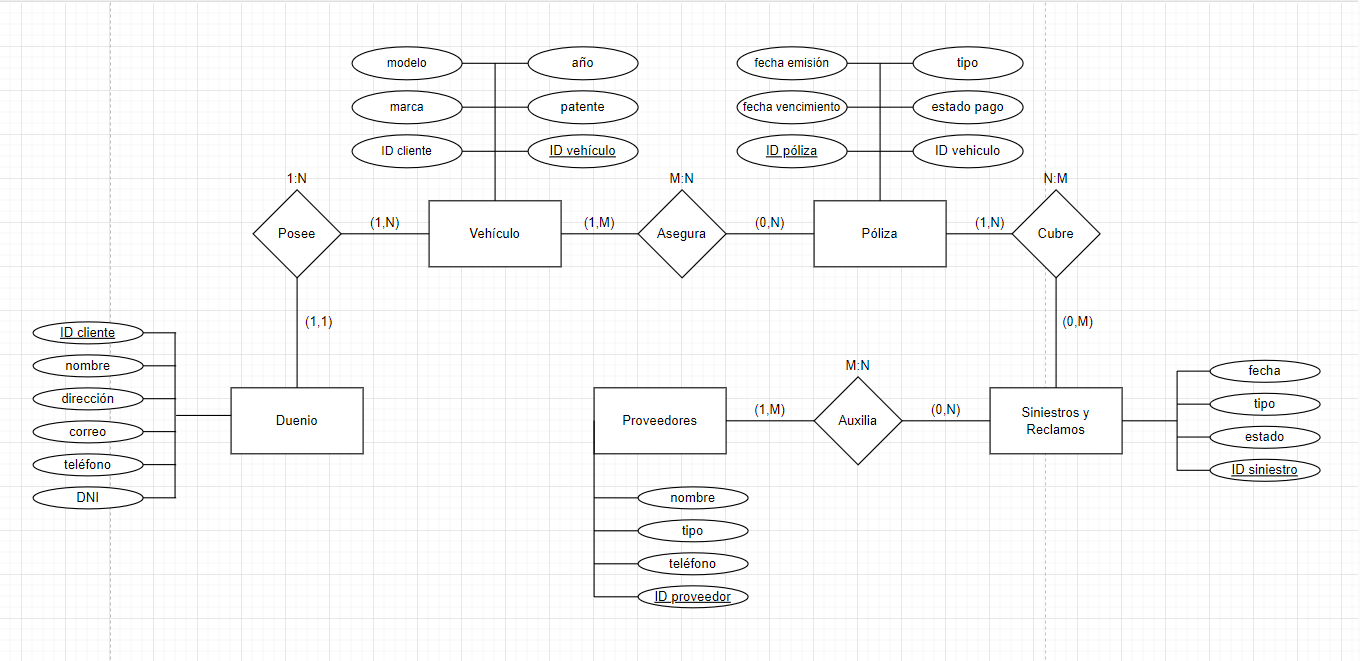 modelo
año
marca
patente
ID cliente
ID vehículo
fecha emisión
tipo
fecha vencimiento
estado pago
ID póliza
ID vehiculo
1:N
Posee
(1,N)
Vehículo
(1,M)
M:N
Asegura
(0,N)
Póliza
(1,N)
N:M
Cubre
(1,1)
(0,M)
ID cliente
nombre
dirección
correo
teléfono
DNI
Duenio
Proveedores
(1,M)
M:N
Auxilia
(0,N)
Siniestros y
Reclamos
fecha
tipo
estado
ID siniestro
nombre
tipo
teléfono
ID proveedor